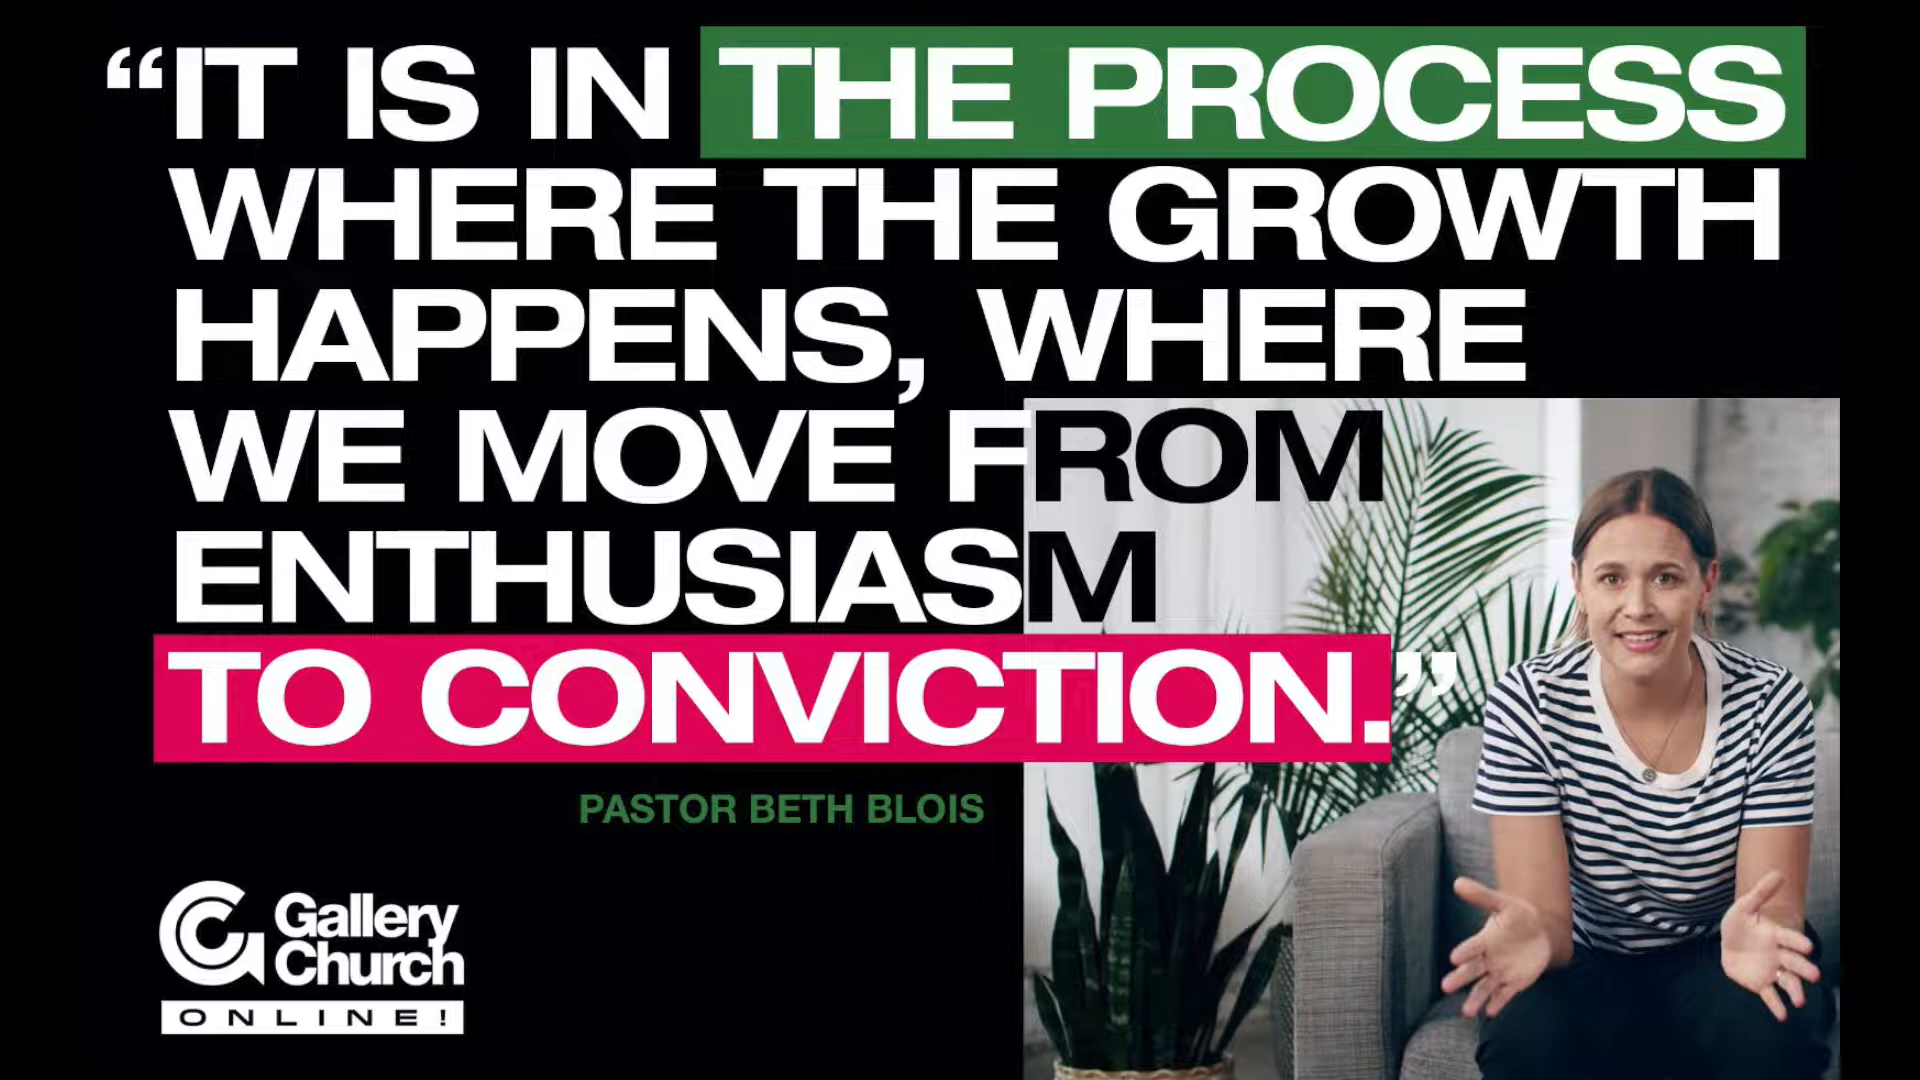 “IT IS IN THE PROCESS
WHERE THE GROWTH
HAPPENS, WHERE
WE MOVE FROM
ENTHUSIASM
TO CONVICTION.”
PASTOR BETH BLOIS
Gallery
Church
ONLINE!